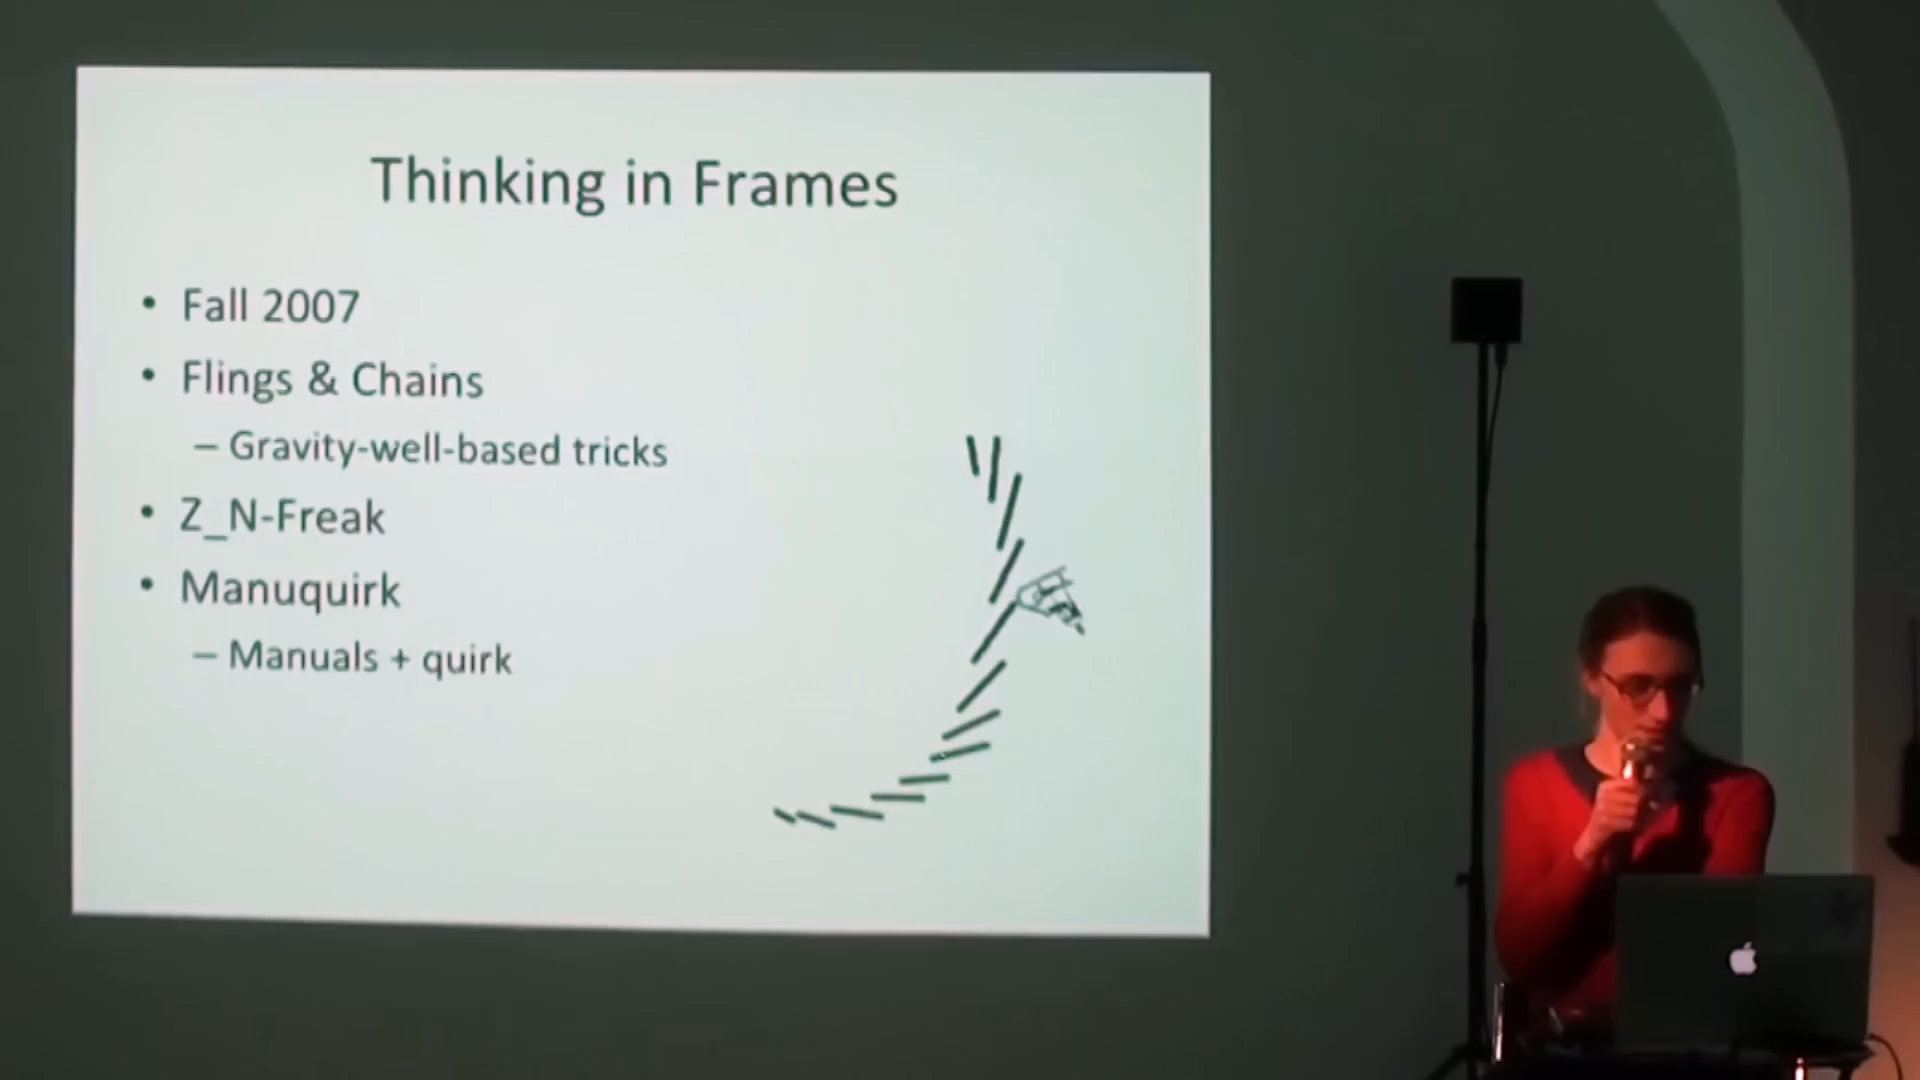 Thinking in Frames
• Fall 2007
• Flings & Chains
– Gravity-well-based tricks
• Z_N-Freak
• Manuquirk
– Manuals + quirk